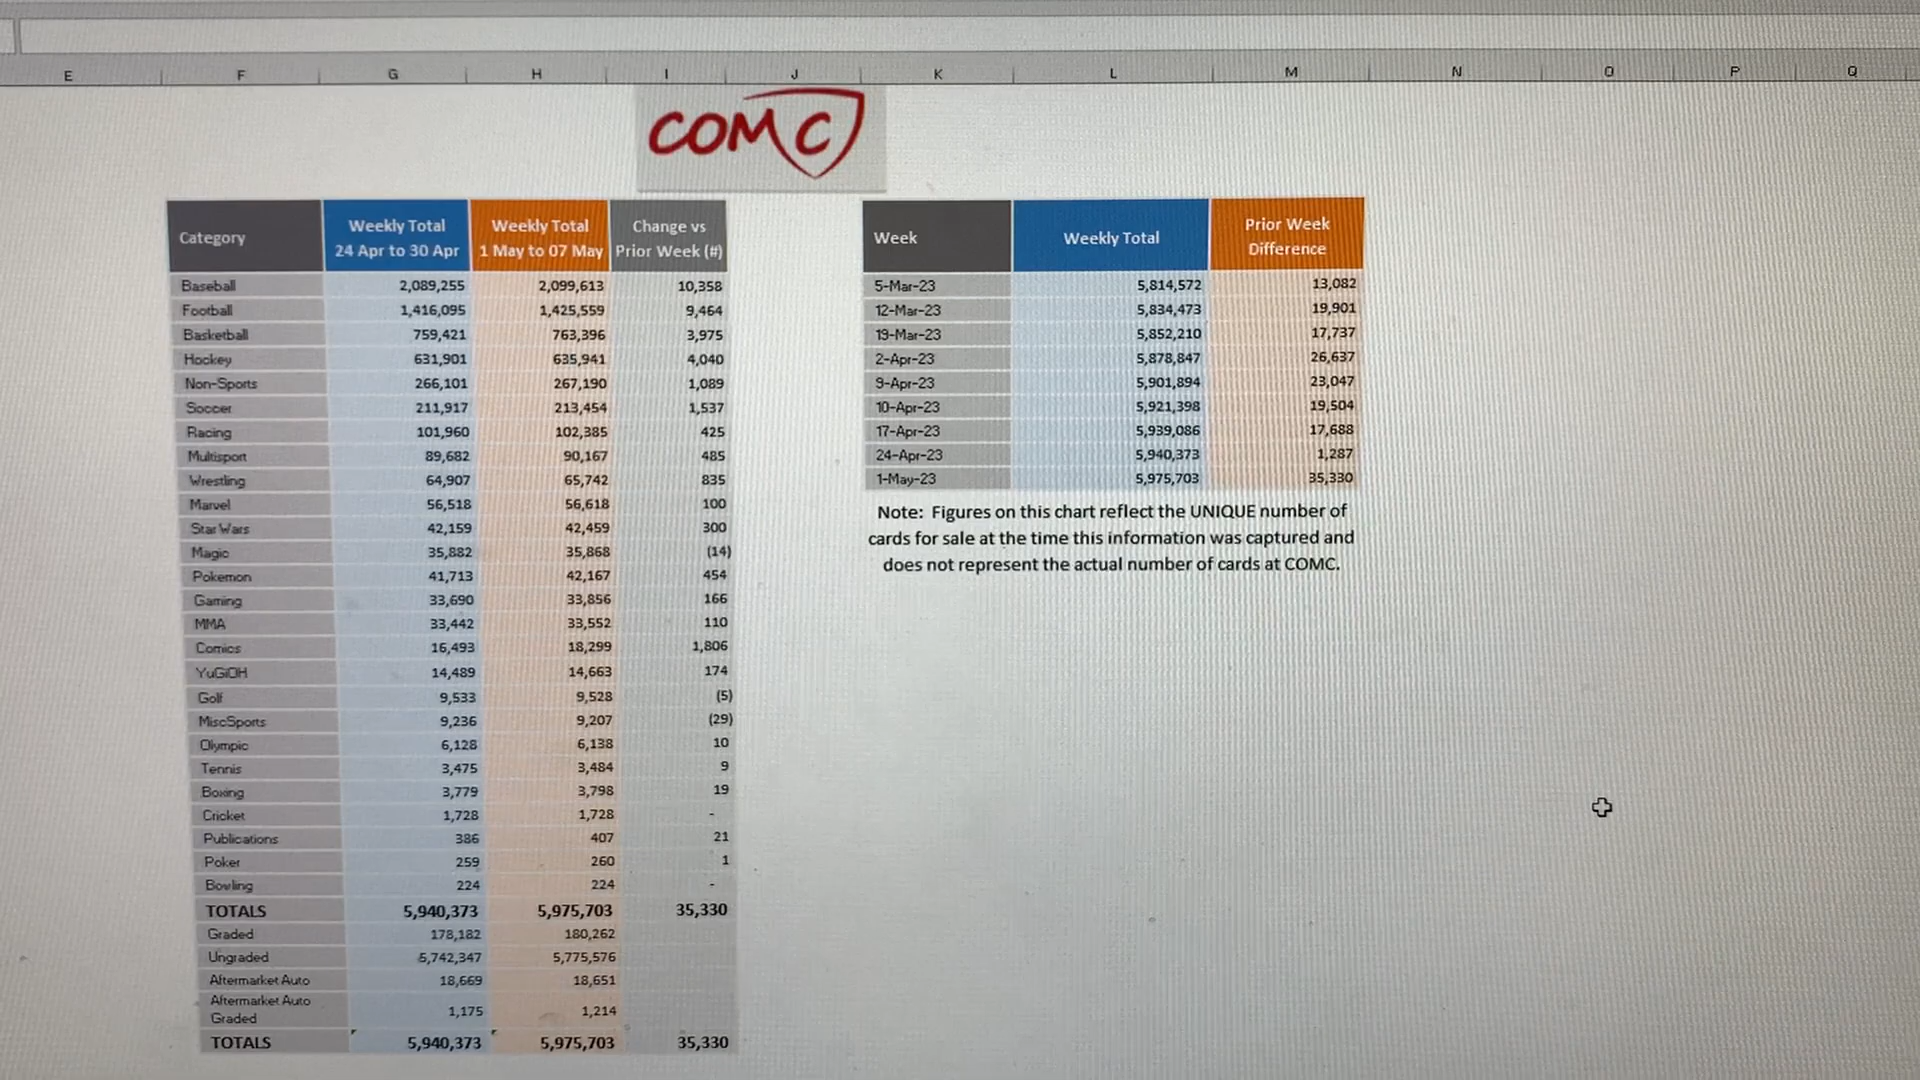 E F G H I J K L M N O P Q
COMC
Category Weekly Total 24 Apr to 30 Apr Weekly Total 1 May to 07 May Change vs Prior Week (#)
Baseball 2,089,255 2,099,613 10,358
Football 1,416,095 1,425,559 9,464
Basketball 759,421 763,396 3,975
Hockey 631,901 635,941 4,040
Non-Sports 266,101 267,190 1,089
Soccer 211,917 213,454 1,537
Racing 101,960 102,385 425
Multisport 89,682 90,167 485
Wrestling 64,907 65,742 835
Marvel 56,518 56,618 100
Star Wars 42,159 42,459 300
Magic 35,882 35,868 (14)
Pokemon 41,713 42,167 454
Gaming 33,690 33,856 166
MMA 33,442 33,552 110
Comics 16,493 18,299 1,806
YuGiOH 14,489 14,663 174
Golf 9,533 9,528 (5)
MiscSports 9,236 9,207 (29)
Olympic 6,128 6,138 10
Tennis 3,475 3,484 9
Boxing 3,779 3,798 19
Cricket 1,728 1,728 -
Publications 386 407 21
Poker 259 260 1
Bowling 224 224 -
TOTALS 5,940,373 5,975,703 35,330
Graded 178,182 180,262
Ungraded 5,742,347 5,775,576
Aftermarket Auto 18,669 18,651
Aftermarket Auto Graded 1,175 1,214
TOTALS 5,940,373 5,975,703 35,330
Week Weekly Total Prior Week Difference
5-Mar-23 5,814,572 13,082
12-Mar-23 5,834,473 19,901
19-Mar-23 5,852,210 17,737
2-Apr-23 5,878,847 26,637
9-Apr-23 5,901,894 23,047
10-Apr-23 5,921,398 19,504
17-Apr-23 5,939,086 17,688
24-Apr-23 5,940,373 1,287
1-May-23 5,975,703 35,330
Note: Figures on this chart reflect the UNIQUE number of
cards for sale at the time this information was captured and
does not represent the actual number of cards at COMC.